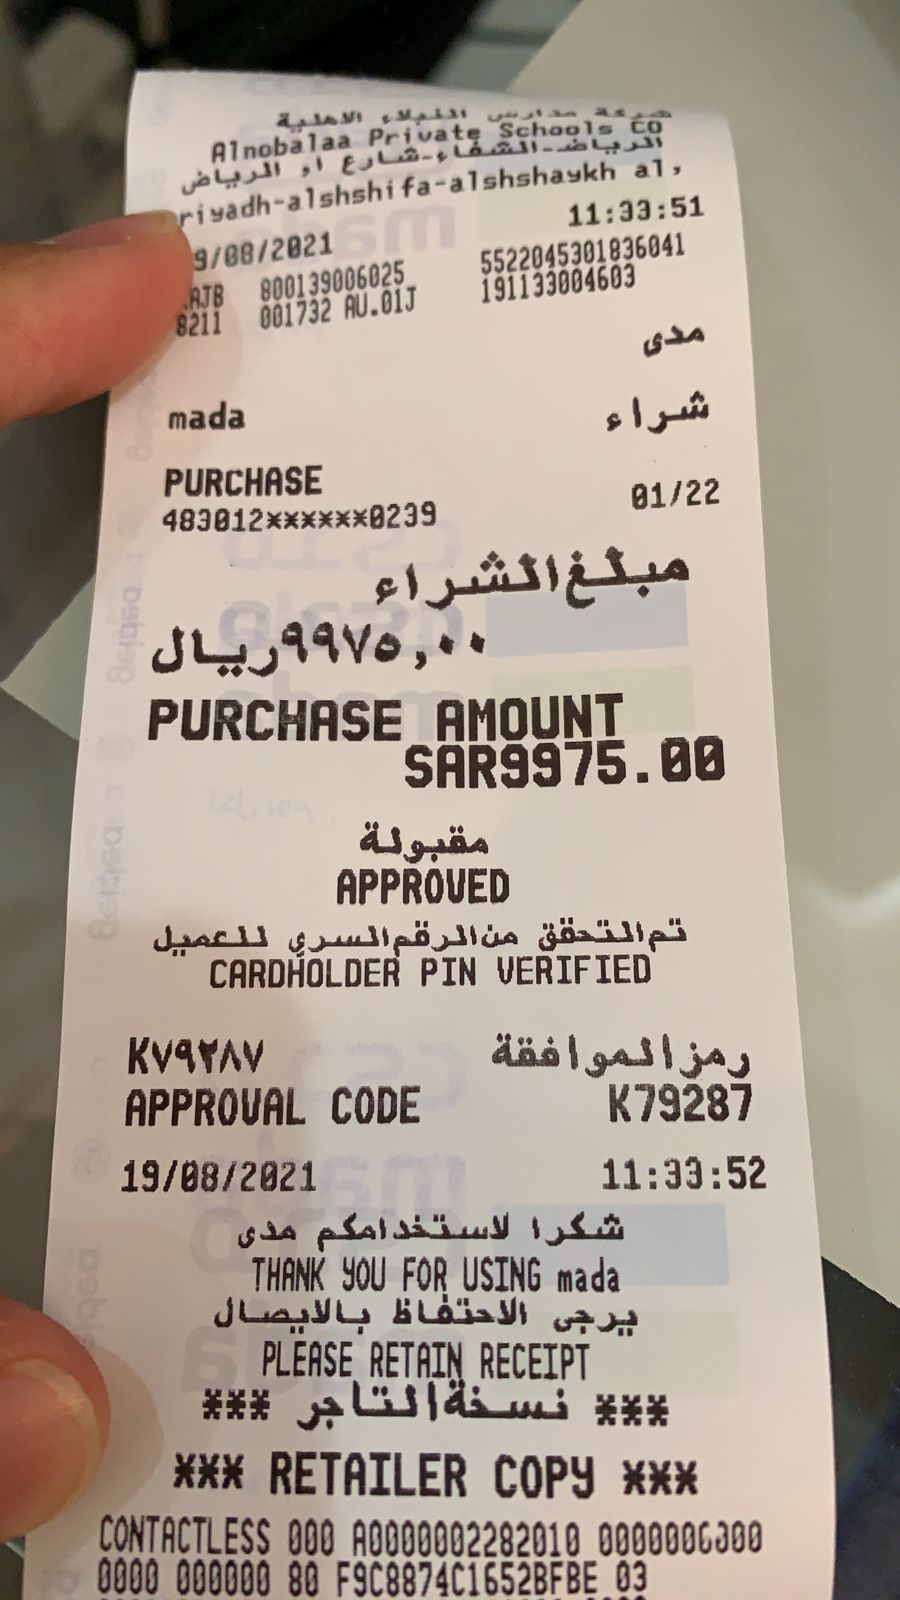 شركة مدارس النبلاء الاهلية
Alnobalaa Private Schools CO
الرياض-الشفاء-شارع او الرياض
riyadh-alshshifa-alshshaykh al,
9/08/2021 11:33:51
.AJB 800139006025 5522045301836041
8211 001732 AU.01J 191133004603
مدى
mada
شراء
PURCHASE
483012******0239 01/22
مبلغ الشراء
٩٩٧٥,٠٠ ريال
PURCHASE AMOUNT
SAR9975.00
مقبولة
APPROVED
تم التحقق من الرقم السري للعميل
CARDHOLDER PIN VERIFIED
رمز الموافقة K٧٩٢٨٧
APPROVAL CODE K79287
19/08/2021 11:33:52
شكرا لاستخدامكم مدى
THANK YOU FOR USING mada
يرجى الاحتفاظ بالايصال
PLEASE RETAIN RECEIPT
*** نسخة التاجر ***
*** RETAILER COPY ***
CONTACTLESS 000 A0000002282010 0000006300
0000 000000 80 F9C8874C1652BFBE 03